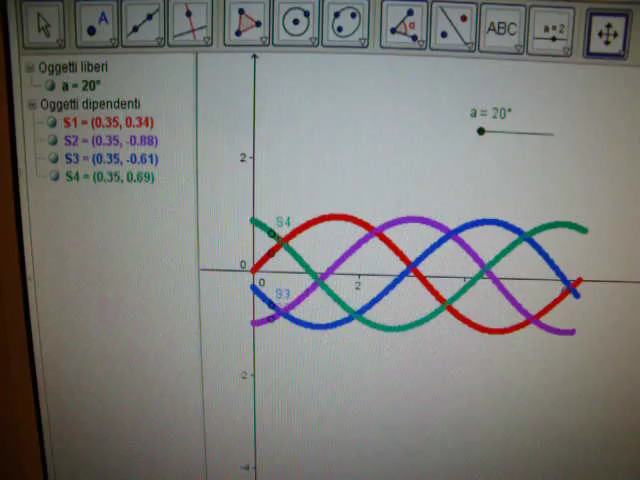 A
α
ABC
a = 2
Oggetti liberi
a = 20°
Oggetti dipendenti
S1 = (0.35, 0.34)
S2 = (0.35, -0.88)
S3 = (0.35, -0.61)
S4 = (0.35, 0.69)
a = 20°
2
S4
0
0
2
S3
-2
-4